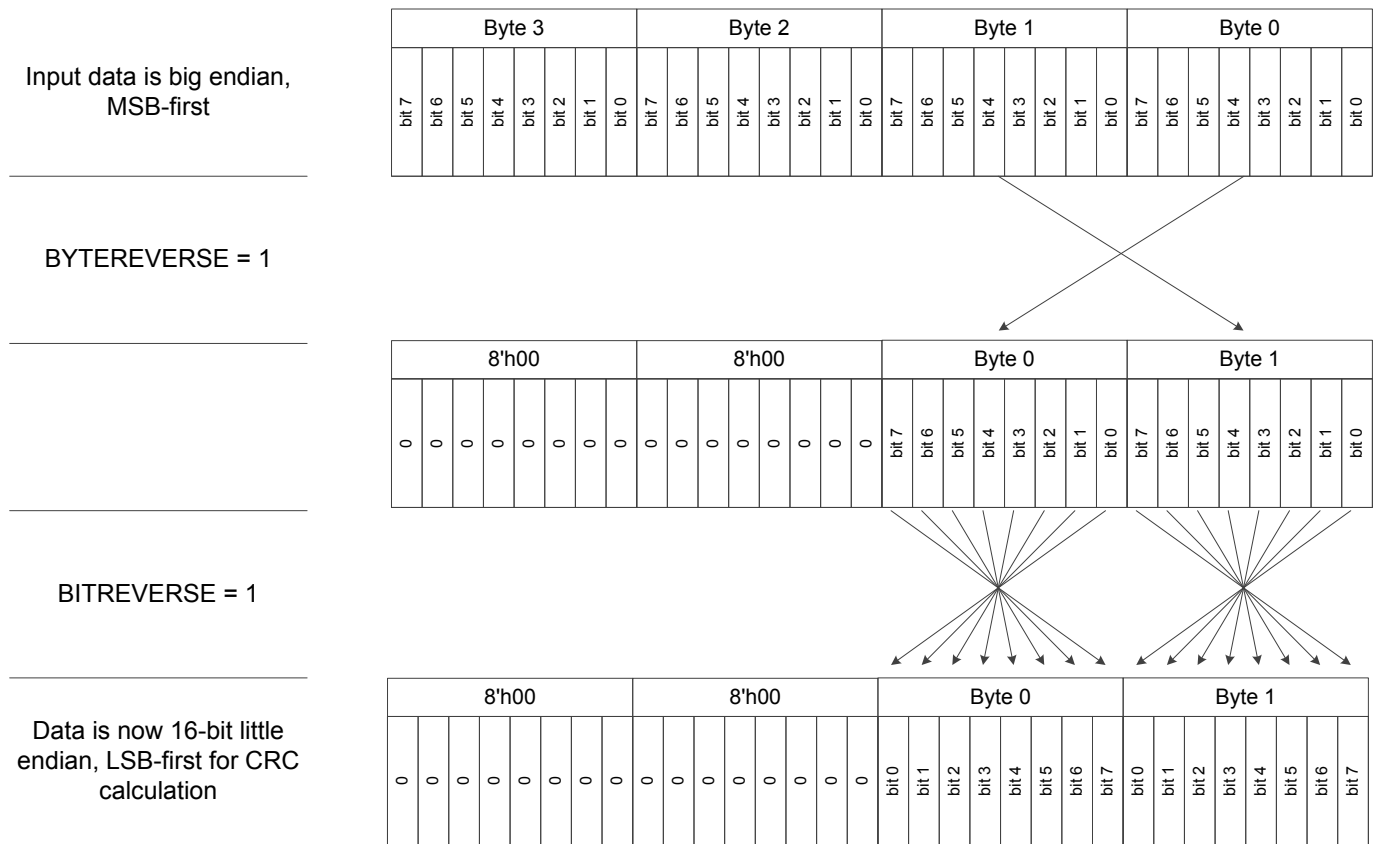 Byte 3 Byte 2 Byte 1 Byte 0
Input data is big endian,
MSB-first
bit 7 bit 6 bit 5 bit 4 bit 3 bit 2 bit 1 bit 0 bit 7 bit 6 bit 5 bit 4 bit 3 bit 2 bit 1 bit 0 bit 7 bit 6 bit 5 bit 4 bit 3 bit 2 bit 1 bit 0 bit 7 bit 6 bit 5 bit 4 bit 3 bit 2 bit 1 bit 0
BYTEREVERSE = 1
8'h00 8'h00 Byte 0 Byte 1
0 0 0 0 0 0 0 0 0 0 0 0 0 0 0 0 bit 7 bit 6 bit 5 bit 4 bit 3 bit 2 bit 1 bit 0 bit 7 bit 6 bit 5 bit 4 bit 3 bit 2 bit 1 bit 0
BITREVERSE = 1
8'h00 8'h00 Byte 0 Byte 1
Data is now 16-bit little
endian, LSB-first for CRC
calculation
0 0 0 0 0 0 0 0 0 0 0 0 0 0 0 0 bit 0 bit 1 bit 2 bit 3 bit 4 bit 5 bit 6 bit 7 bit 0 bit 1 bit 2 bit 3 bit 4 bit 5 bit 6 bit 7